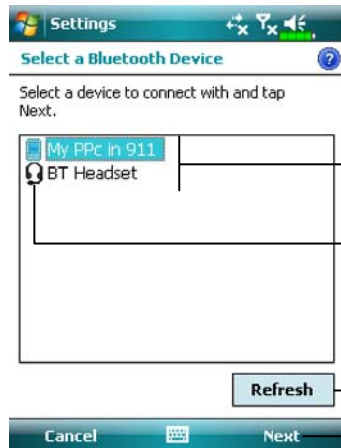 Settings
Select a Bluetooth Device
?
Select a device to connect with and tap
Next.
My PPc in 911
BT Headset
Refresh
Cancel
Next